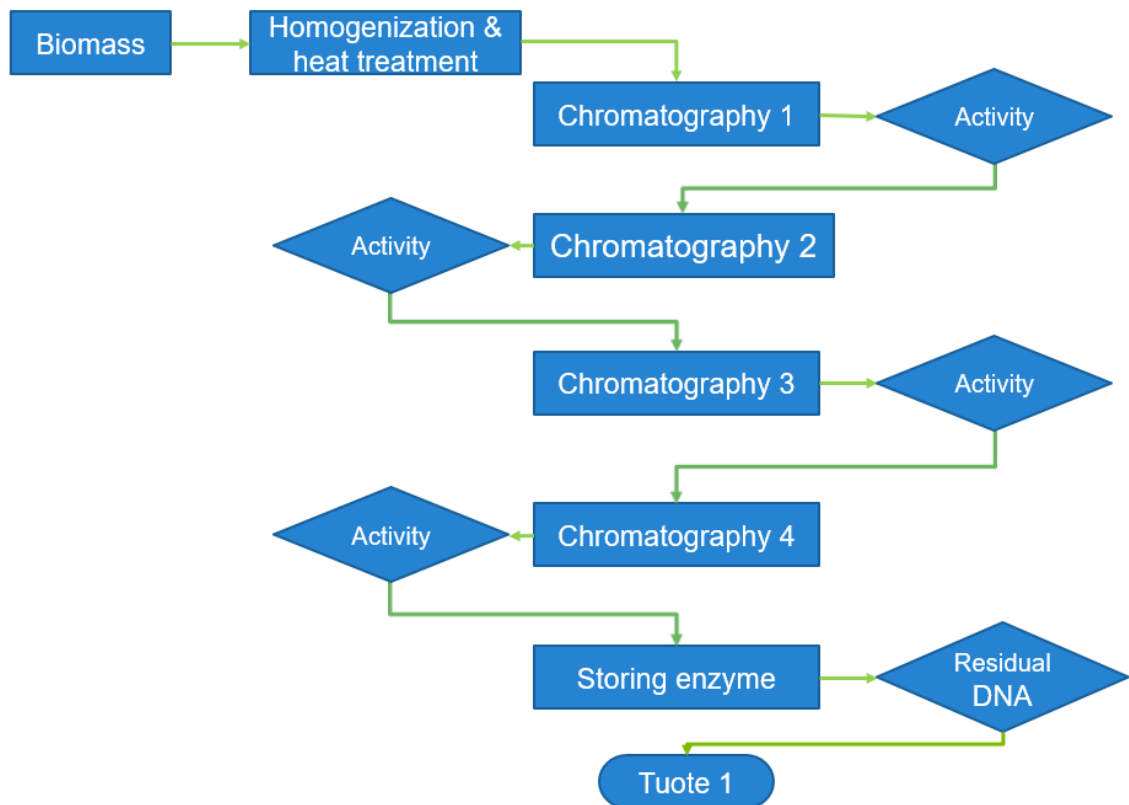 Biomass
Homogenization &
heat treatment
Chromatography 1
Activity
Chromatography 2
Activity
Chromatography 3
Activity
Chromatography 4
Activity
Storing enzyme
Residual
DNA
Tuote 1